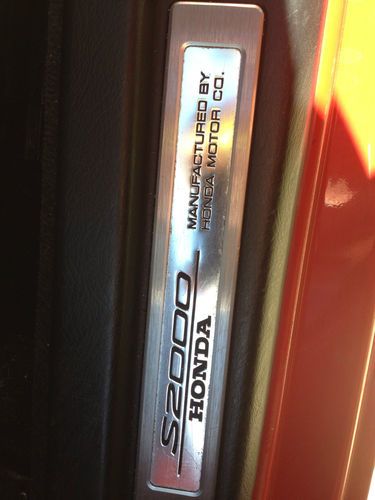 S2000
HONDA
MANUFACTURED BY
HONDA MOTOR CO.